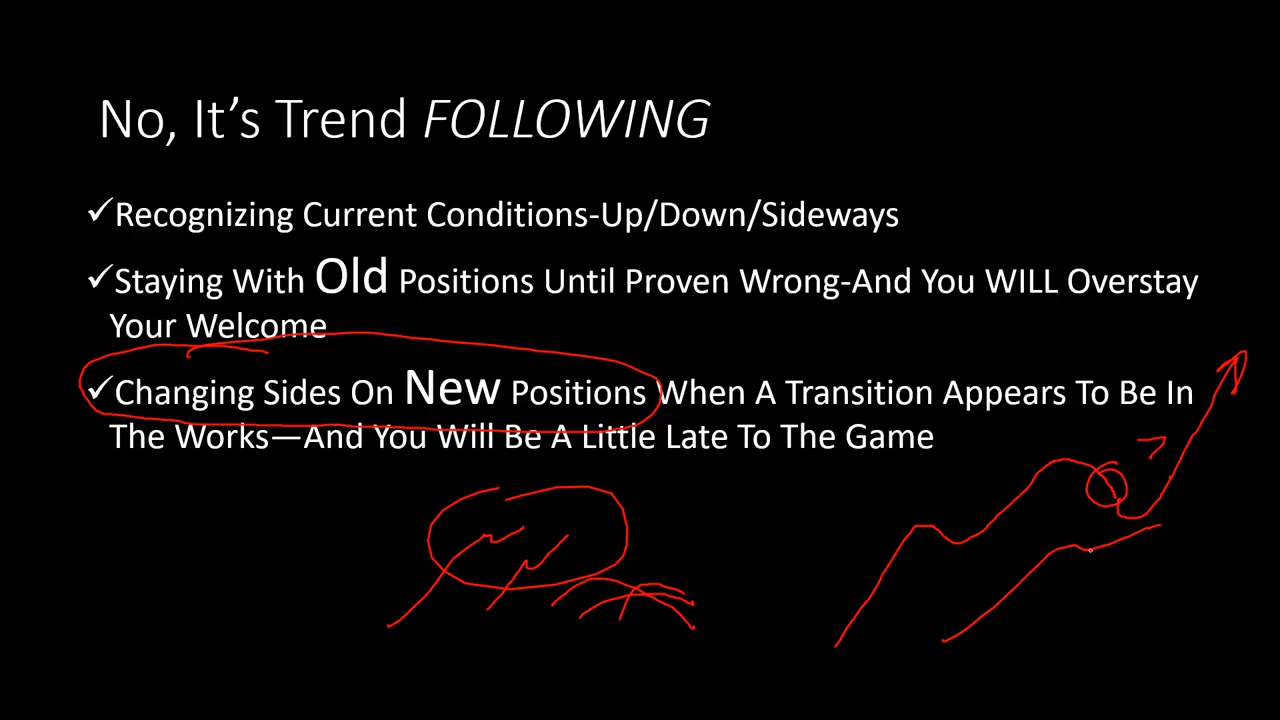 No, It's Trend FOLLOWING
✓Recognizing Current Conditions-Up/Down/Sideways
✓Staying With Old Positions Until Proven Wrong-And You WILL Overstay
Your Welcome
✓Changing Sides On New Positions When A Transition Appears To Be In
The Works—And You Will Be A Little Late To The Game